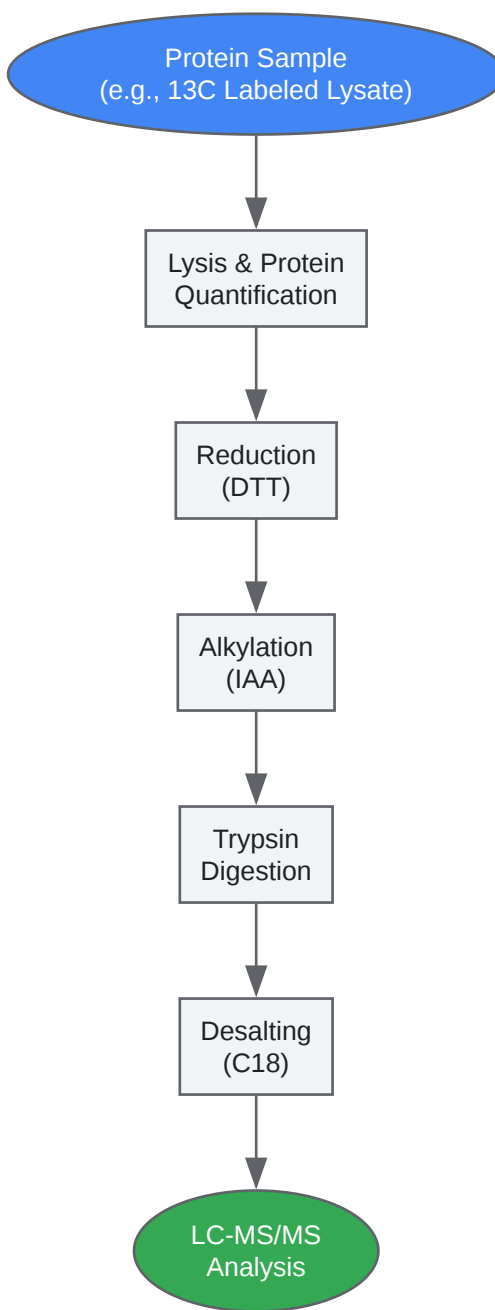 Protein Sample
(e.g., 13C Labeled Lysate)
Lysis & Protein
Quantification
Reduction
(DTT)
Alkylation
(IAA)
Trypsin
Digestion
Desalting
(C18)
LC-MS/MS
Analysis